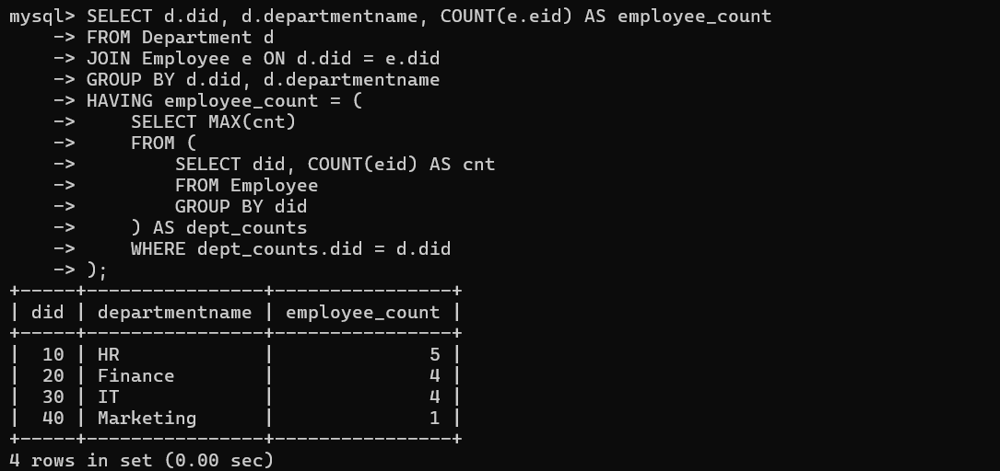 mysql> SELECT d.did, d.departmentname, COUNT(e.eid) AS employee_count
    -> FROM Department d
    -> JOIN Employee e ON d.did = e.did
    -> GROUP BY d.did, d.departmentname
    -> HAVING employee_count = (
    ->     SELECT MAX(cnt)
    ->     FROM (
    ->         SELECT did, COUNT(eid) AS cnt
    ->         FROM Employee
    ->         GROUP BY did
    ->     ) AS dept_counts
    ->     WHERE dept_counts.did = d.did
    -> );
+-----+----------------+----------------+
| did | departmentname | employee_count |
+-----+----------------+----------------+
|  10 | HR             |              5 |
|  20 | Finance        |              4 |
|  30 | IT             |              4 |
|  40 | Marketing      |              1 |
+-----+----------------+----------------+
4 rows in set (0.00 sec)